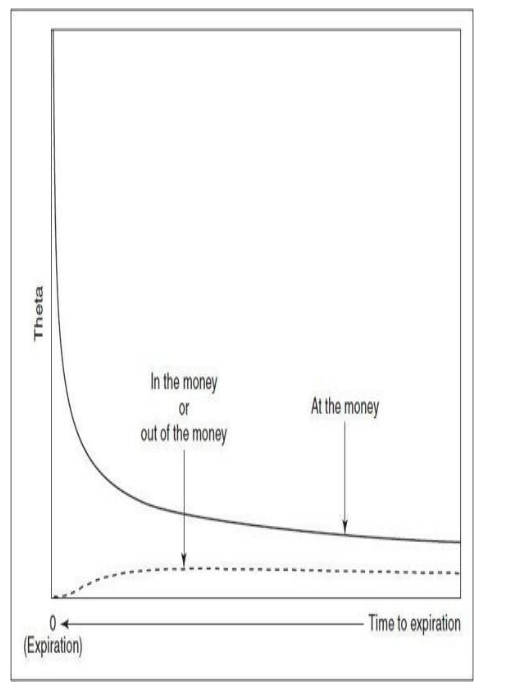 Theta
In the money
or
out of the money
At the money
0
Time to expiration
(Expiration)